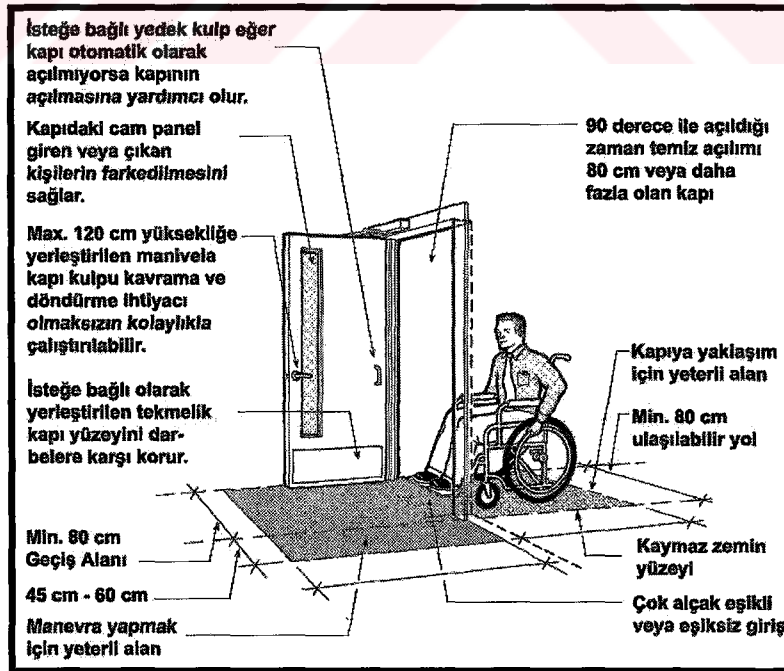 İsteğe bağlı yedek kulp eğer
kapı otomatik olarak
açılmıyorsa kapının
açılmasına yardımcı olur.
Kapıdaki cam panel
giren veya çıkan
kişilerin farkedilmesini
sağlar.
Max. 120 cm yüksekliğe
yerleştirilen manivela
kapı kulpu kavrama ve
döndürme ihtiyacı
olmaksızın kolaylıkla
çalıştırılabilir.
İsteğe bağlı olarak
yerleştirilen tekmelik
kapı yüzeyini dar-
belere karşı korur.
Min. 80 cm
Geçiş Alanı
45 cm - 60 cm
Manevra yapmak
için yeterli alan
90 derece ile açıldığı
zaman temiz açılımı
80 cm veya daha
fazla olan kapı
Kapıya yaklaşım
için yeterli alan
Min. 80 cm
ulaşılabilir yol
Kaymaz zemin
yüzeyi
Çok alçak eşikli
veya eşiksiz giriş